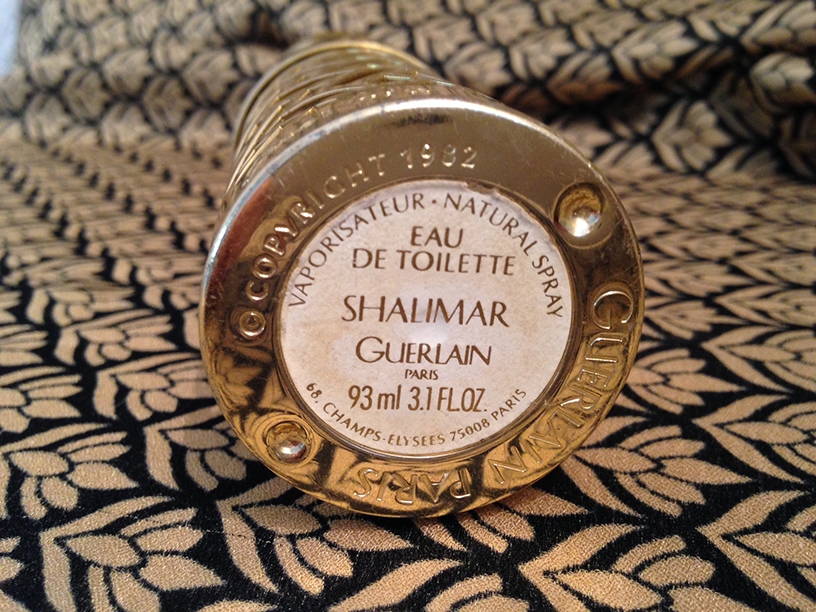 © COPYRIGHT 1982
VAPORISATEUR · NATURAL SPRAY
EAU
DE TOILETTE
SHALIMAR
GUERLAIN
PARIS
93 ml 3.1 FL.OZ.
68, CHAMPS-ELYSEES 75008 PARIS
GUERLAIN PARIS